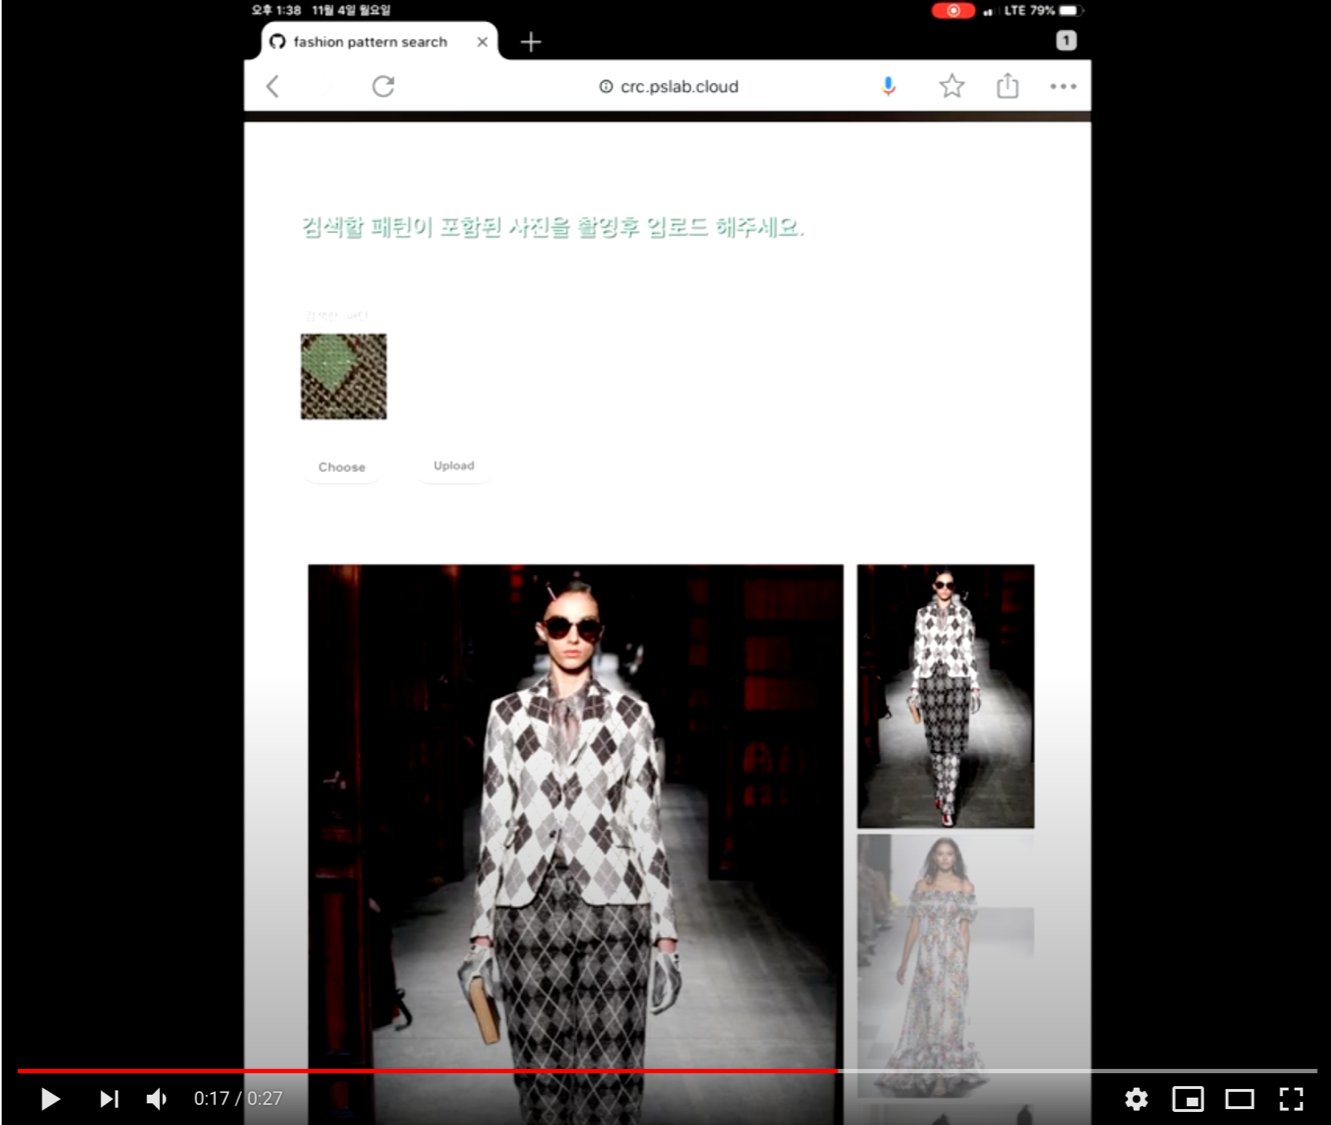 오후 1:38 11월 4일 월요일
LTE 79%
fashion pattern search
1
crc.pslab.cloud
검색할 패턴이 포함된 사진을 촬영후 업로드 해주세요.
Choose
Upload
0:17 / 0:27